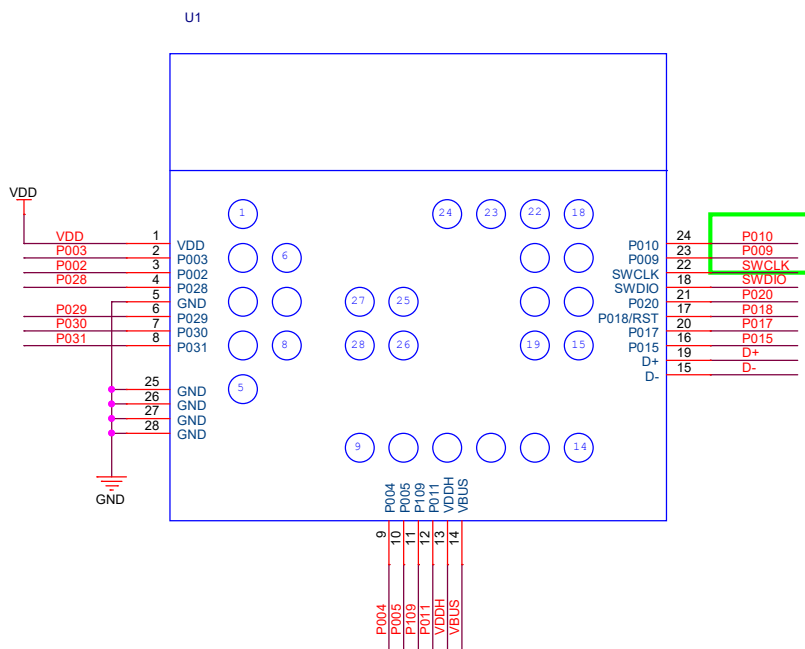 U1
VDD
1 24 23 22 18
6
27 25
8 28 26 19 15
5
9 14
VDD 1 VDD
P003 2 P003
P002 3 P002
P028 4 P028
5 GND
P029 6 P029
P030 7 P030
P031 8 P031
25 GND
26 GND
27 GND
28 GND
GND
P010 24 P010
P009 23 P009
SWCLK 22 SWCLK
SWDIO 18 SWDIO
P020 21 P020
P018/RST 17 P018
P017 20 P017
P015 16 P015
D+ 19 D+
D- 15 D-
P004 9 P004
P005 10 P005
P109 11 P109
P011 12 P011
VDDH 13 VDDH
VBUS 14 VBUS